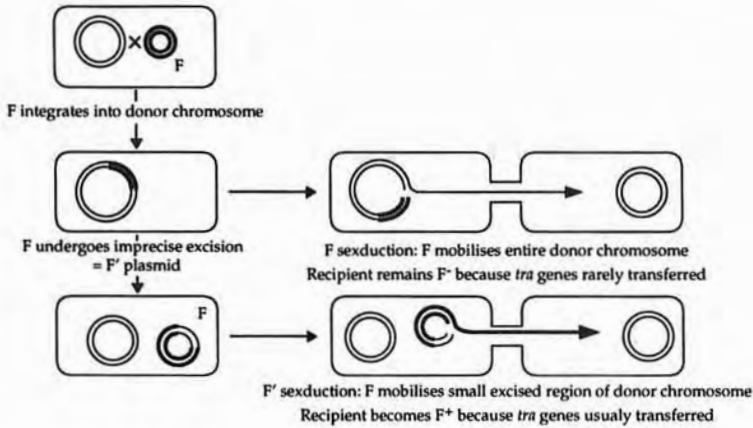 F
F integrates into donor chromosome
F undergoes imprecise excision
= F' plasmid
F sexduction: F mobilises entire donor chromosome
Recipient remains F⁻ because tra genes rarely transferred
F
F' sexduction: F mobilises small excised region of donor chromosome
Recipient becomes F⁺ because tra genes usualy transferred